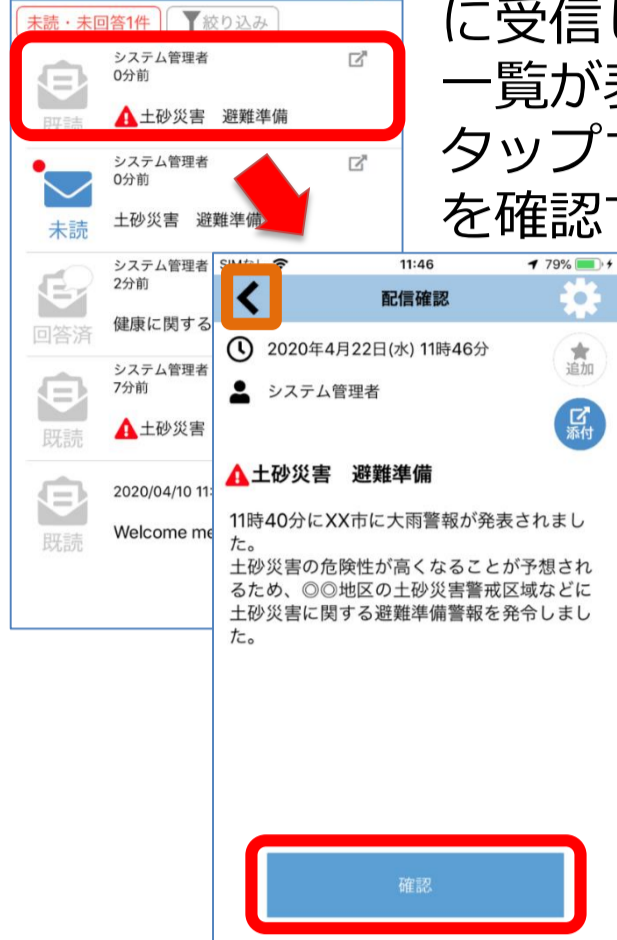 に受信し
一覧が表
タップで
を確認で
未読・未回答1件
絞り込み
システム管理者
0分前
既読
土砂災害 避難準備
システム管理者
0分前
未読
土砂災害 避難準備
システム管理者
2分前
回答済
健康に関する
システム管理者
7分前
既読
土砂災害
2020/04/10 11:
既読
Welcome me
SIMなし
11:46
79%
配信確認
2020年4月22日(水) 11時46分
追加
システム管理者
添付
土砂災害 避難準備
11時40分にXX市に大雨警報が発表されまし
た。
土砂災害の危険性が高くなることが予想され
るため、◎◎地区の土砂災害警戒区域などに
土砂災害に関する避難準備警報を発令しまし
た。
確認